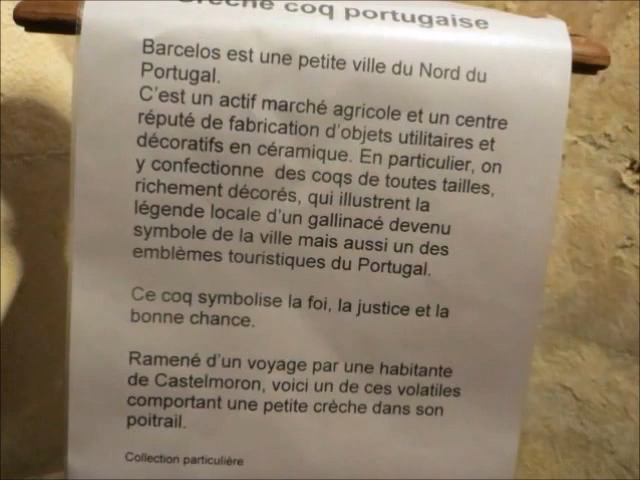 Crèche coq portugaise
Barcelos est une petite ville du Nord du
Portugal.
C'est un actif marché agricole et un centre
réputé de fabrication d'objets utilitaires et
décoratifs en céramique. En particulier, on
y confectionne des coqs de toutes tailles,
richement décorés, qui illustrent la
légende locale d'un gallinacé devenu
symbole de la ville mais aussi un des
emblèmes touristiques du Portugal.
Ce coq symbolise la foi, la justice et la
bonne chance.
Ramené d'un voyage par une habitante
de Castelmoron, voici un de ces volatiles
comportant une petite crèche dans son
poitrail.
Collection particulière